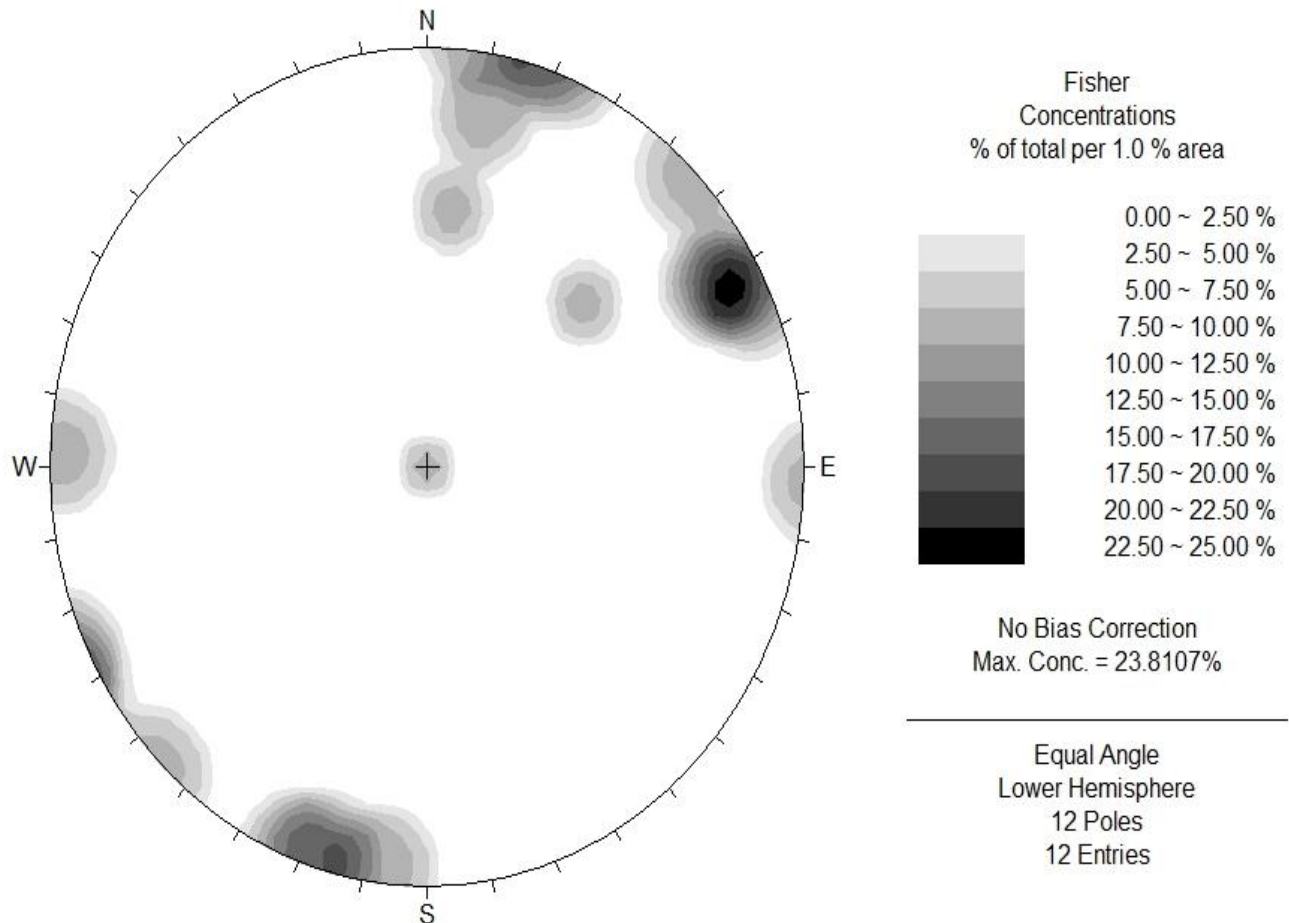 N
W
E
S
Fisher
Concentrations
% of total per 1.0 % area
0.00 ~ 2.50 %
2.50 ~ 5.00 %
5.00 ~ 7.50 %
7.50 ~ 10.00 %
10.00 ~ 12.50 %
12.50 ~ 15.00 %
15.00 ~ 17.50 %
17.50 ~ 20.00 %
20.00 ~ 22.50 %
22.50 ~ 25.00 %
No Bias Correction
Max. Conc. = 23.8107%
Equal Angle
Lower Hemisphere
12 Poles
12 Entries